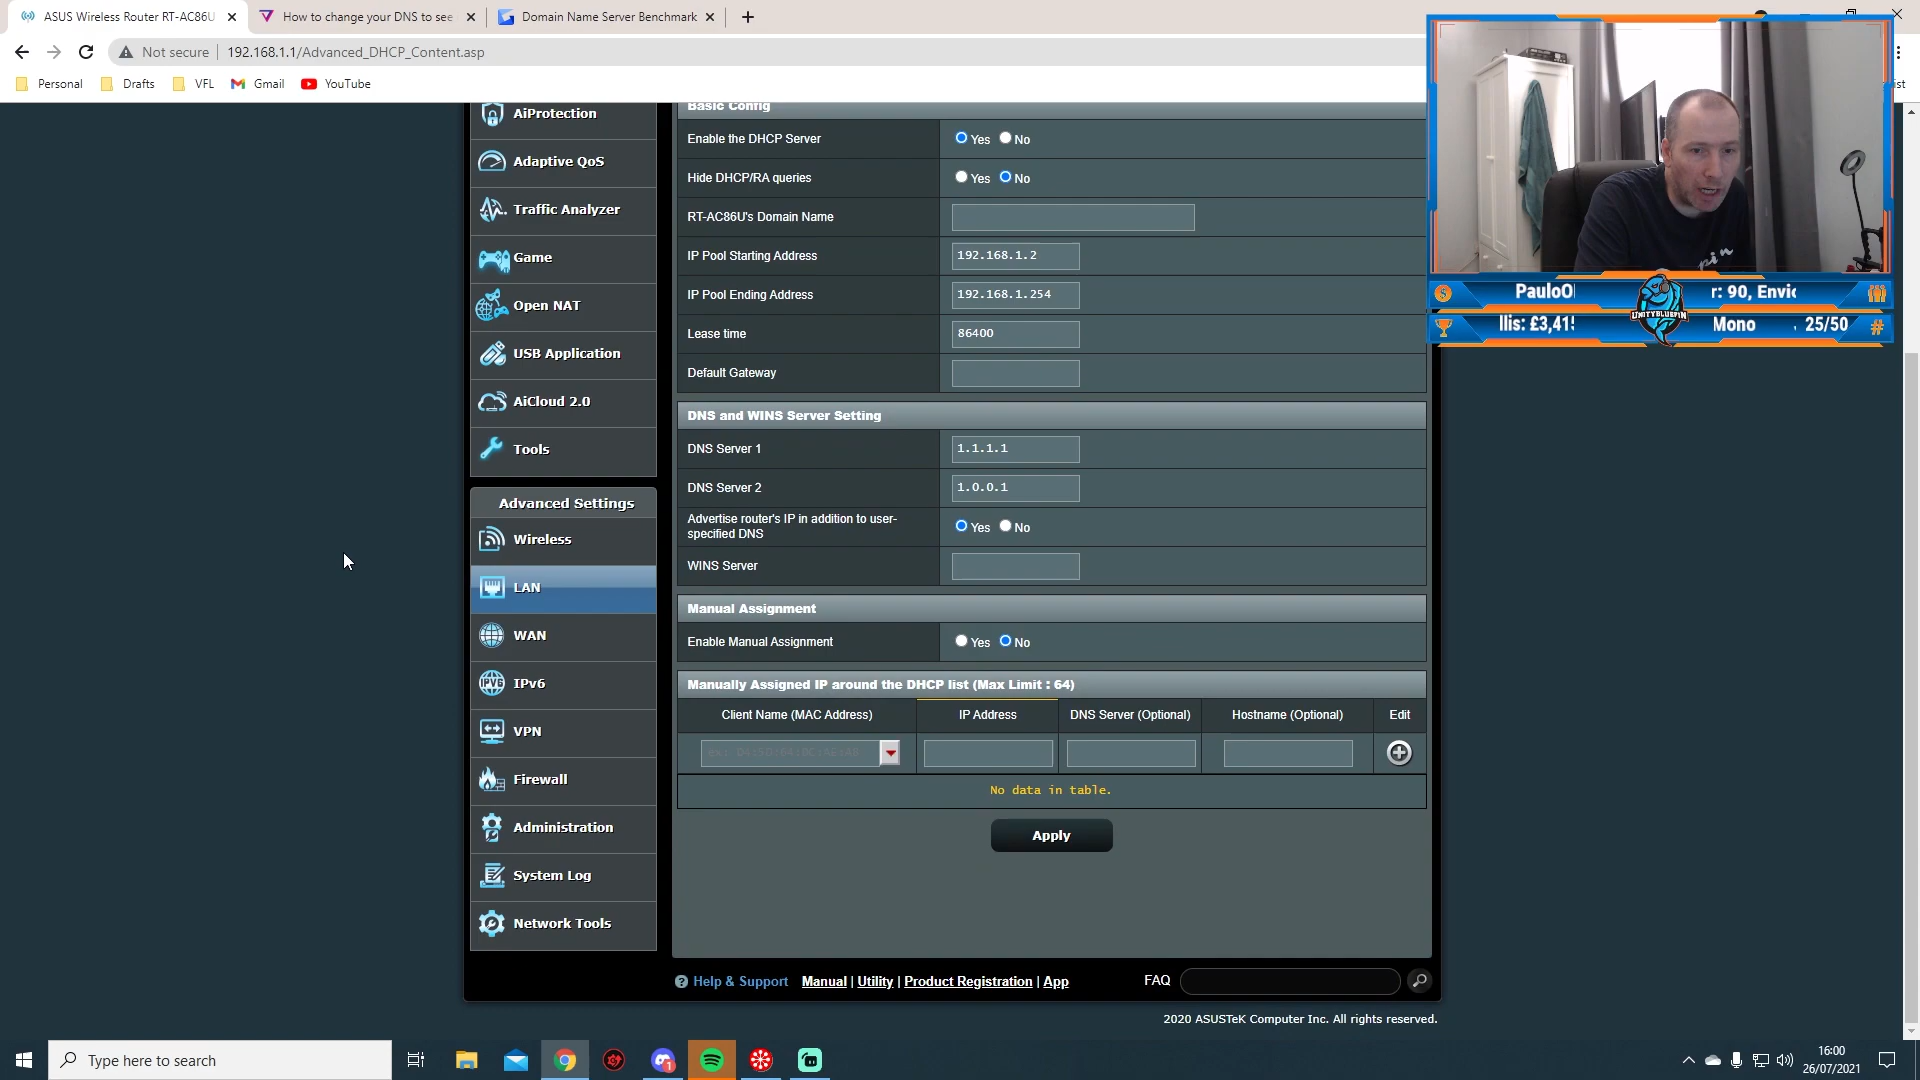 ASUS Wireless Router RT-AC86U
How to change your DNS to see
Domain Name Server Benchmark
Not secure
192.168.1.1/Advanced_DHCP_Content.asp
Personal
Drafts
VFL
Gmail
YouTube
Basic Config
AiProtection
Enable the DHCP Server
Yes No
Adaptive QoS
Hide DHCP/RA queries
Yes No
Traffic Analyzer
RT-AC86U's Domain Name
Game
IP Pool Starting Address
192.168.1.2
Open NAT
IP Pool Ending Address
192.168.1.254
USB Application
Lease time
86400
Default Gateway
AiCloud 2.0
DNS and WINS Server Setting
Tools
DNS Server 1
1.1.1.1
DNS Server 2
1.0.0.1
Advanced Settings
Advertise router's IP in addition to user-
specified DNS
Yes No
Wireless
WINS Server
LAN
Manual Assignment
WAN
Enable Manual Assignment
Yes No
IPv6
Manually Assigned IP around the DHCP list (Max Limit : 64)
VPN
Client Name (MAC Address)
IP Address
DNS Server (Optional)
Hostname (Optional)
Edit
Firewall
No data in table.
Administration
Apply
System Log
Network Tools
Help & Support
Manual | Utility | Product Registration | App
FAQ
2020 ASUSTeK Computer Inc. All rights reserved.
r: 90,
UNITYBLUEFIN
Mono
25/50
Type here to search
16:00
26/07/2021